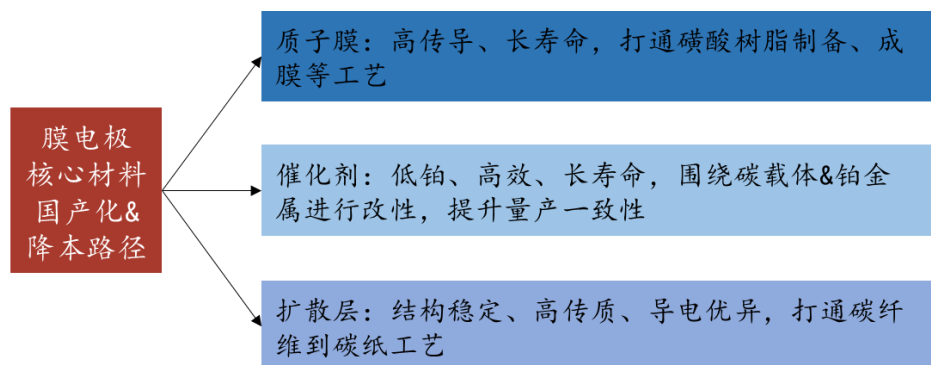 膜电极
核心材料
国产化&
降本路径
质子膜：高传导、长寿命，打通磺酸树脂制备、成
膜等工艺
催化剂：低铂、高效、长寿命，围绕碳载体&铂金
属进行改性，提升量产一致性
扩散层：结构稳定、高传质、导电优异，打通碳纤
维到碳纸工艺